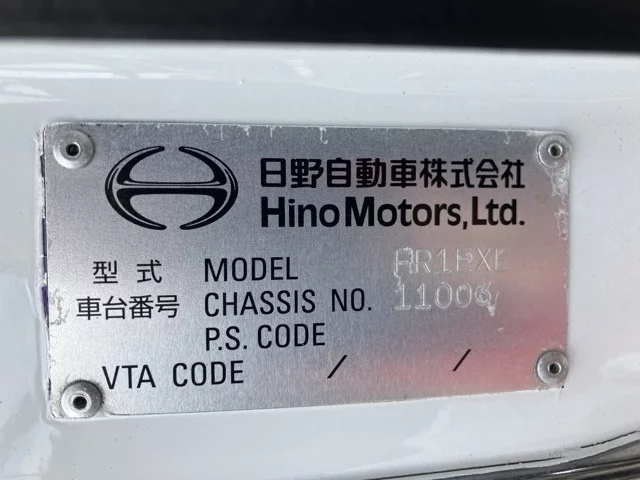 日野自動車株式会社
Hino Motors, Ltd.
型式 MODEL
車台番号 CHASSIS NO.
P.S. CODE
VTA CODE / /